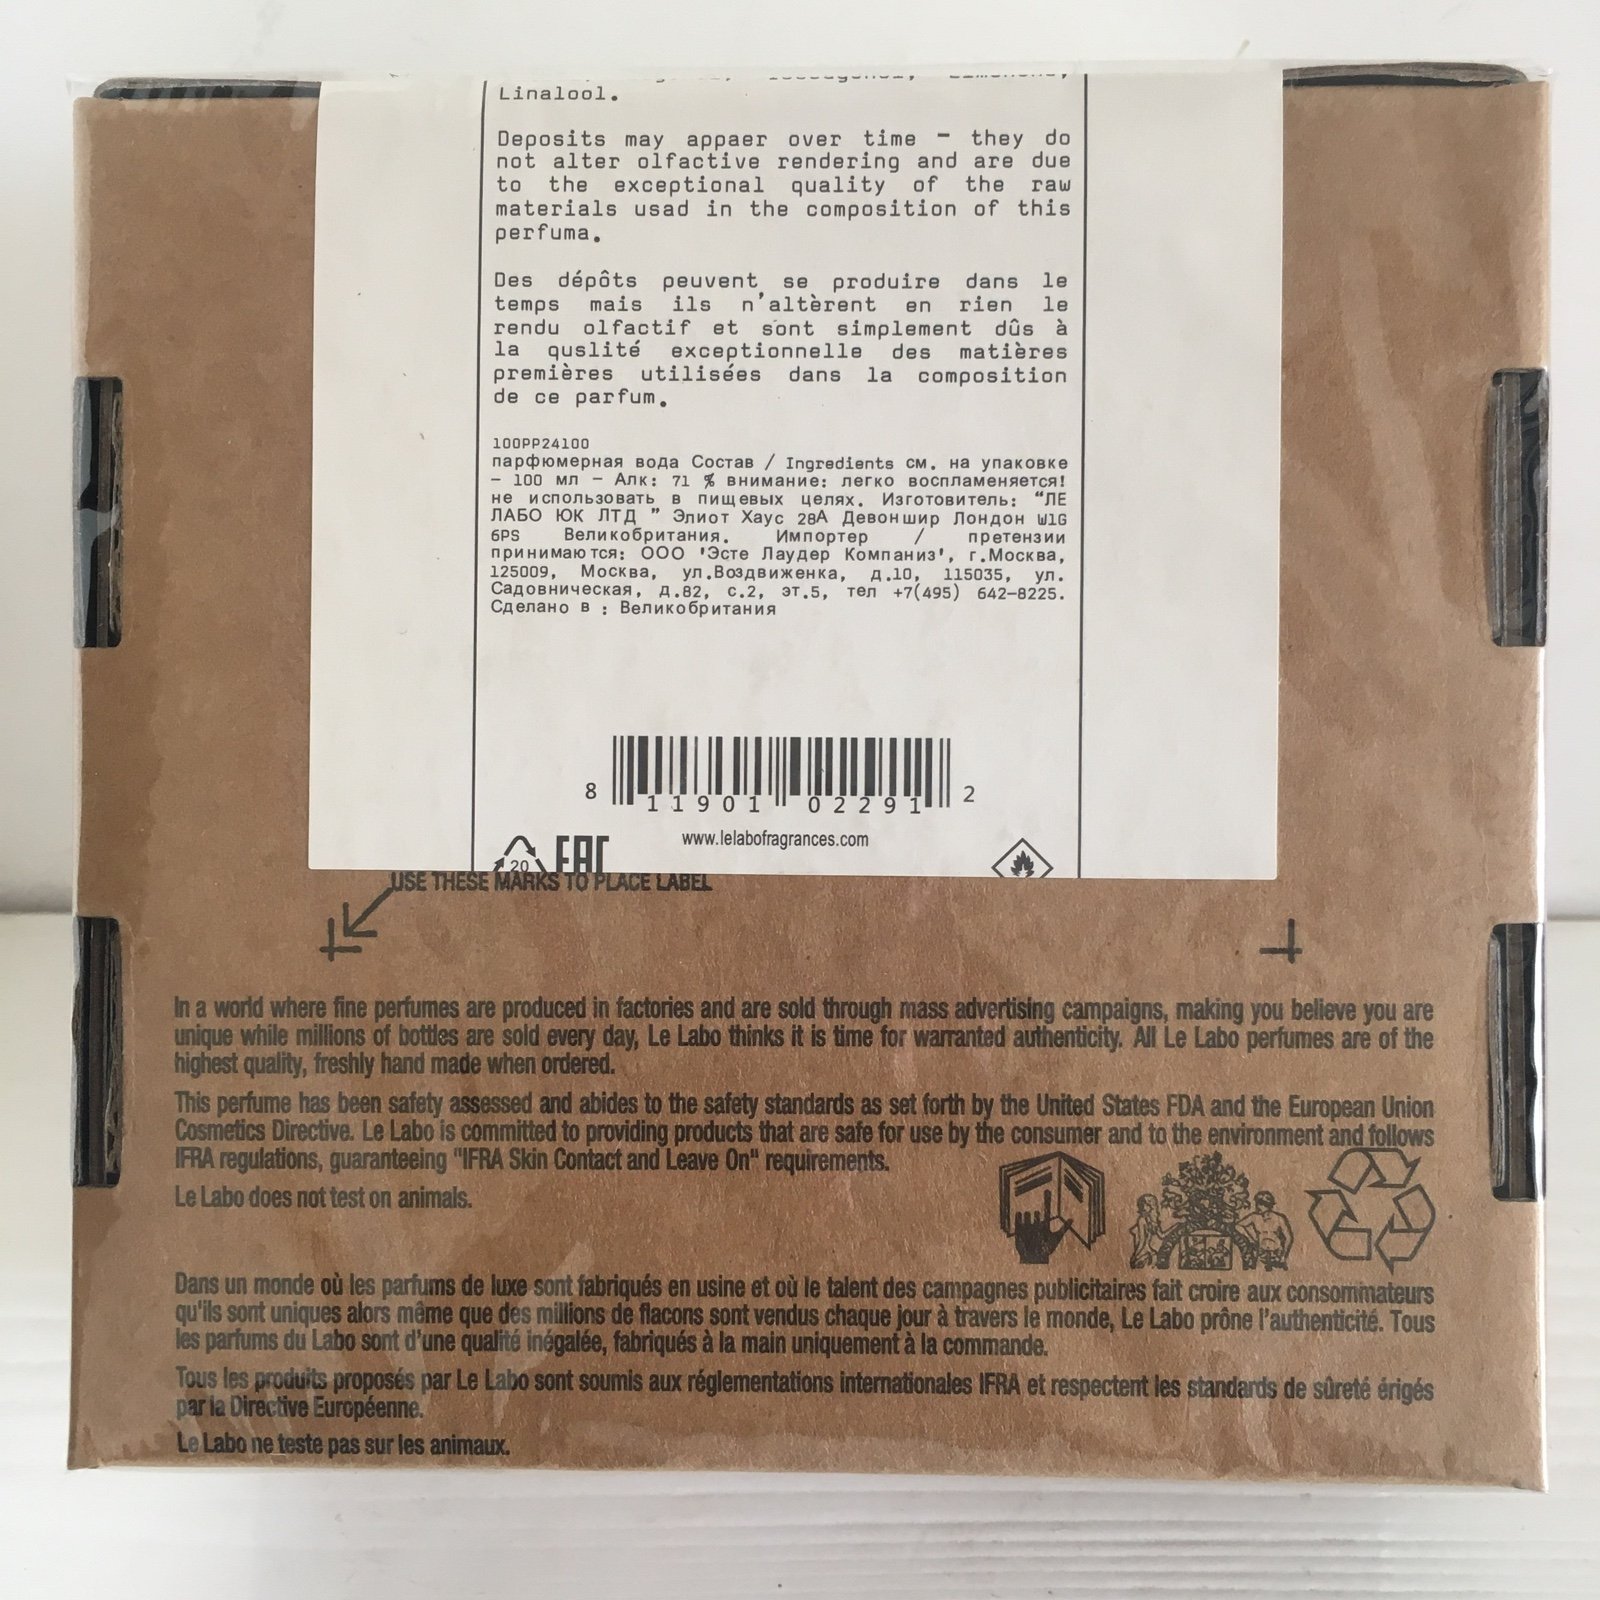 Linalool.
Deposits may appaer over time – they do
not alter olfactive rendering and are due
to the exceptional quality of the raw
materials usad in the composition of this
perfuma.
Des dépôts peuvent se produire dans le
temps mais ils n'altèrent en rien le
rendu olfactif et sont simplement dûs à
la quslité exceptionnelle des matières
premières utilisées dans la composition
de ce parfum.
100PP24100
парфюмерная вода Состав / Ingredients см. на упаковке
– 100 мл – Алк: 71 % внимание: легко воспламеняется!
не использовать в пищевых целях. Изготовитель: “ЛЕ
ЛАБО ЮК ЛТД ” Элиот Хаус 28А Девоншир Лондон W1G
6PS Великобритания. Импортер / претензии
принимаются: ООО 'Эсте Лаудер Компаниз', г.Москва,
125009, Москва, ул.Воздвиженка, д.10, 115035, ул.
Садовническая, д.82, с.2, эт.5, тел +7(495) 642–8225.
Сделано в : Великобритания
8 11901 02291 2
www.lelabofragrances.com
20 EAC
USE THESE MARKS TO PLACE LABEL
In a world where fine perfumes are produced in factories and are sold through mass advertising campaigns, making you believe you are
unique while millions of bottles are sold every day, Le Labo thinks it is time for warranted authenticity. All Le Labo perfumes are of the
highest quality, freshly hand made when ordered.
This perfume has been safety assessed and abides to the safety standards as set forth by the United States FDA and the European Union
Cosmetics Directive. Le Labo is committed to providing products that are safe for use by the consumer and to the environment and follows
IFRA regulations, guaranteeing "IFRA Skin Contact and Leave On" requirements.
Le Labo does not test on animals.
Dans un monde où les parfums de luxe sont fabriqués en usine et où le talent des campagnes publicitaires fait croire aux consommateurs
qu'ils sont uniques alors même que des millions de flacons sont vendus chaque jour à travers le monde, Le Labo prône l'authenticité. Tous
les parfums du Labo sont d'une qualité inégalée, fabriqués à la main uniquement à la commande.
Tous les produits proposés par Le Labo sont soumis aux réglementations internationales IFRA et respectent les standards de sûreté érigés
par la Directive Européenne.
Le Labo ne teste pas sur les animaux.